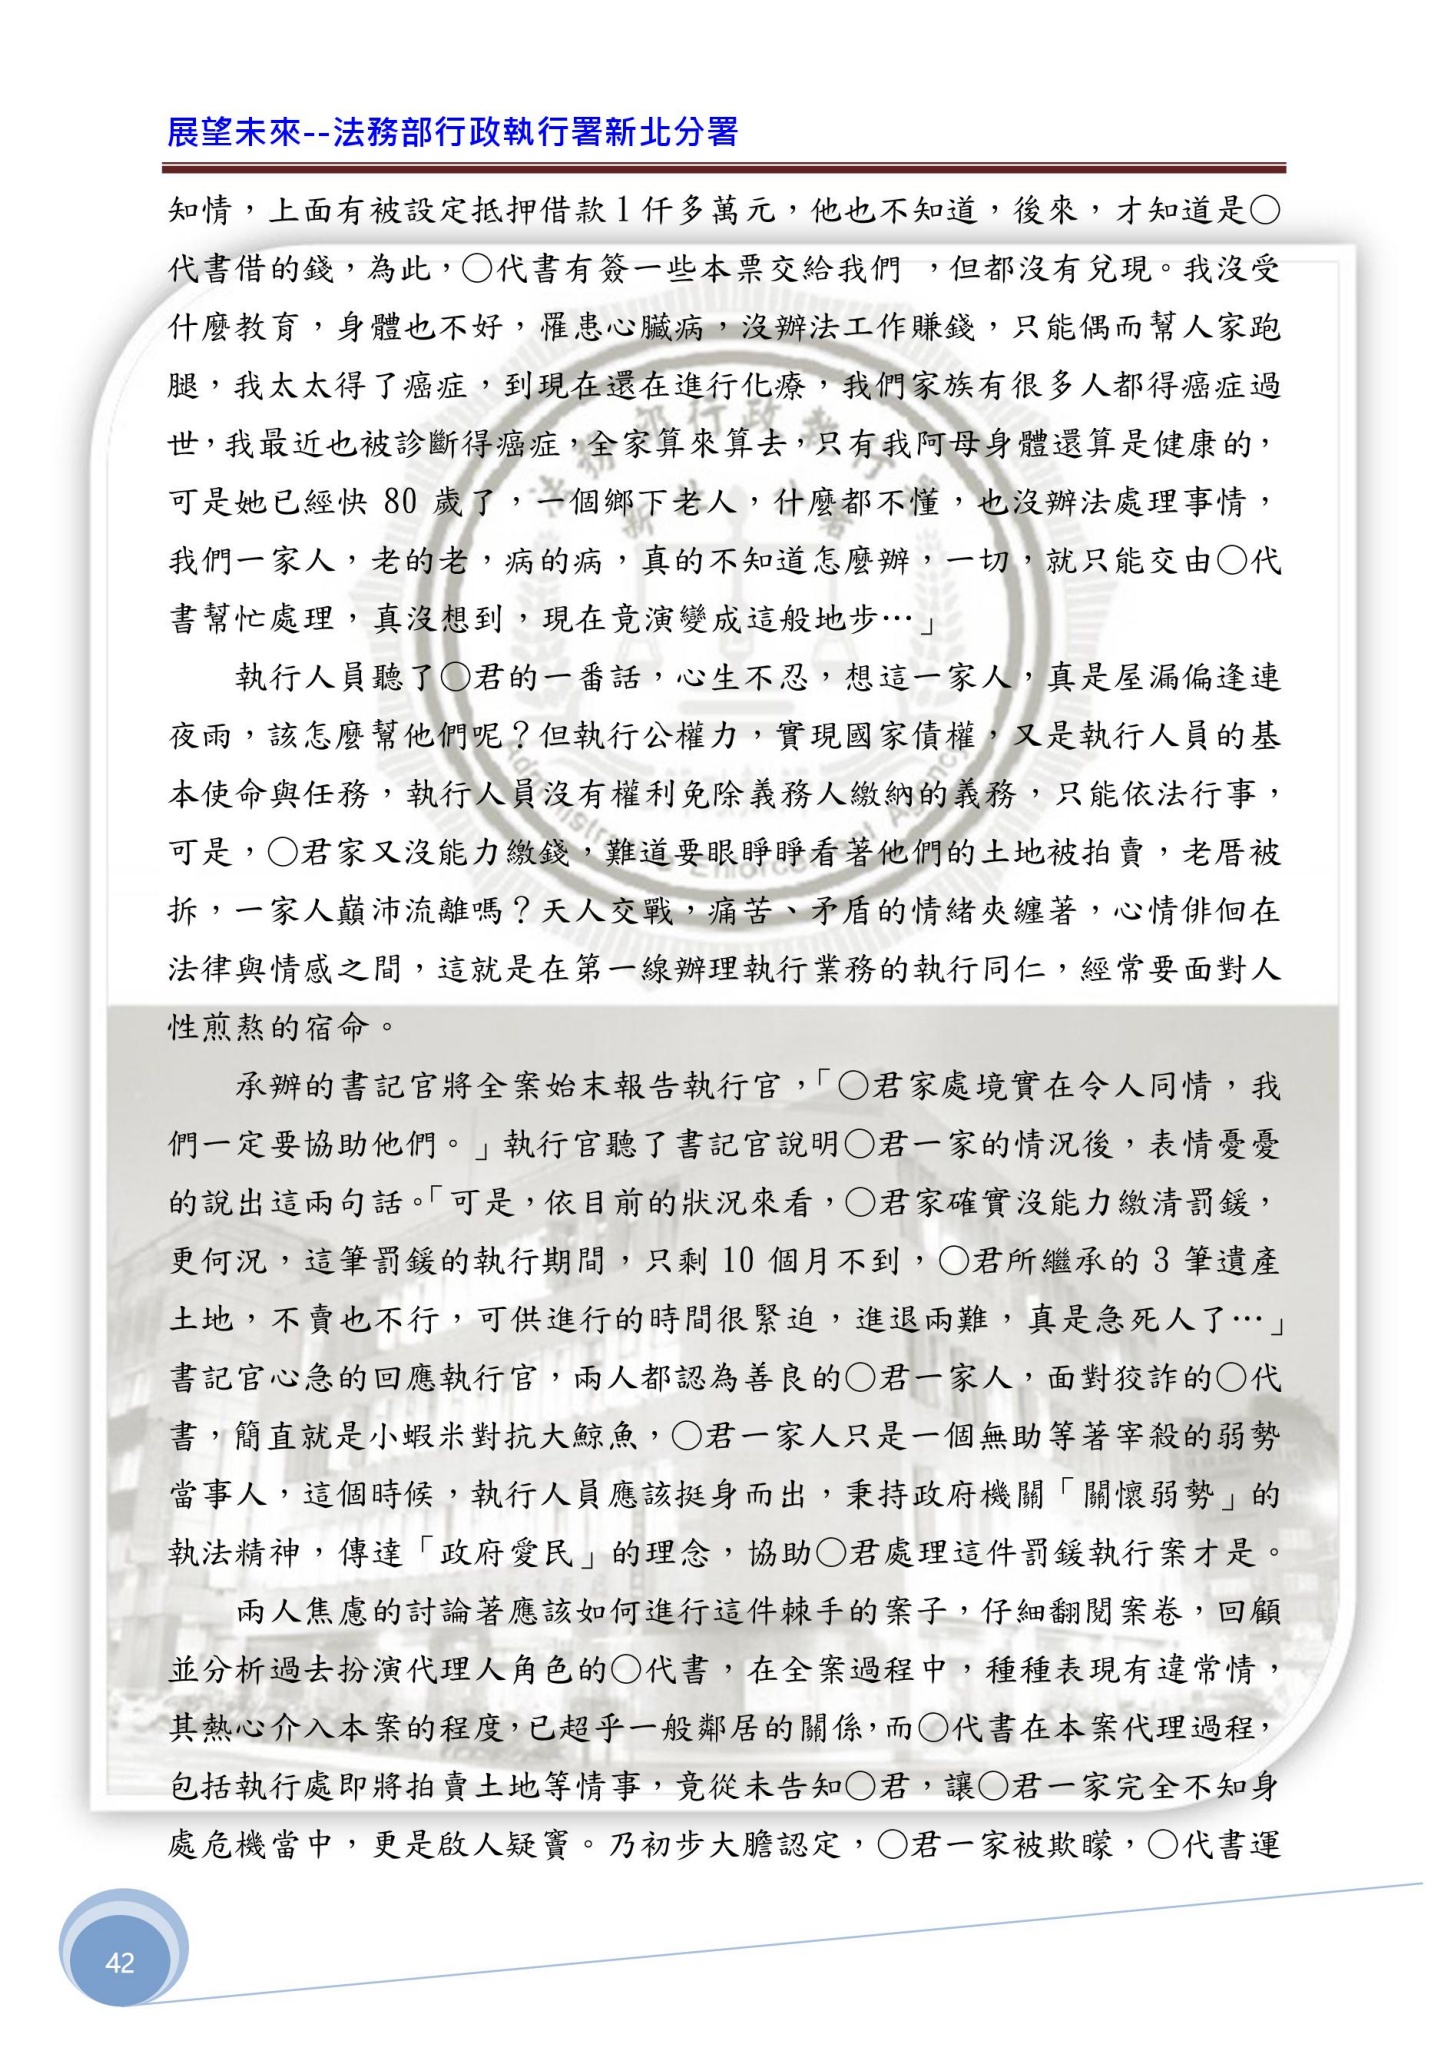 展望未來--法務部行政執行署新北分署
知情，上面有被設定抵押借款1仟多萬元，他也不知道，後來，才知道是○
代書借的錢，為此，○代書有簽一些本票交給我們 ，但都沒有兌現。我沒受
什麼教育，身體也不好，罹患心臟病，沒辦法工作賺錢，只能偶而幫人家跑
腿，我太太得了癌症，到現在還在進行化療，我們家族有很多人都得癌症過
世，我最近也被診斷得癌症，全家算來算去，只有我阿母身體還算是健康的，
可是她已經快 80 歲了，一個鄉下老人，什麼都不懂，也沒辦法處理事情，
我們一家人，老的老，病的病，真的不知道怎麼辦，一切，就只能交由○代
書幫忙處理，真沒想到，現在竟演變成這般地步…」
執行人員聽了○君的一番話，心生不忍，想這一家人，真是屋漏偏逢連
夜雨，該怎麼幫他們呢？但執行公權力，實現國家債權，又是執行人員的基
本使命與任務，執行人員沒有權利免除義務人繳納的義務，只能依法行事，
可是，○君家又沒能力繳錢，難道要眼睜睜看著他們的土地被拍賣，老厝被
拆，一家人巔沛流離嗎？天人交戰，痛苦、矛盾的情緒夾纏著，心情俳佪在
法律與情感之間，這就是在第一線辦理執行業務的執行同仁，經常要面對人
性煎熬的宿命。
承辦的書記官將全案始末報告執行官，「○君家處境實在令人同情，我
們一定要協助他們。」執行官聽了書記官說明○君一家的情況後，表情憂憂
的說出這兩句話。「可是，依目前的狀況來看，○君家確實沒能力繳清罰鍰，
更何況，這筆罰鍰的執行期間，只剩 10 個月不到，○君所繼承的 3 筆遺產
土地，不賣也不行，可供進行的時間很緊迫，進退兩難，真是急死人了…」
書記官心急的回應執行官，兩人都認為善良的○君一家人，面對狡詐的○代
書，簡直就是小蝦米對抗大鯨魚，○君一家人只是一個無助等著宰殺的弱勢
當事人，這個時候，執行人員應該挺身而出，秉持政府機關「關懷弱勢」的
執法精神，傳達「政府愛民」的理念，協助○君處理這件罰鍰執行案才是。
兩人焦慮的討論著應該如何進行這件棘手的案子，仔細翻閱案卷，回顧
並分析過去扮演代理人角色的○代書，在全案過程中，種種表現有違常情，
其熱心介入本案的程度，已超乎一般鄰居的關係，而○代書在本案代理過程，
包括執行處即將拍賣土地等情事，竟從未告知○君，讓○君一家完全不知身
處危機當中，更是啟人疑竇。乃初步大膽認定，○君一家被欺矇，○代書運
42
法務部行政執行署
新北分署
Administrative Enforcement Agency